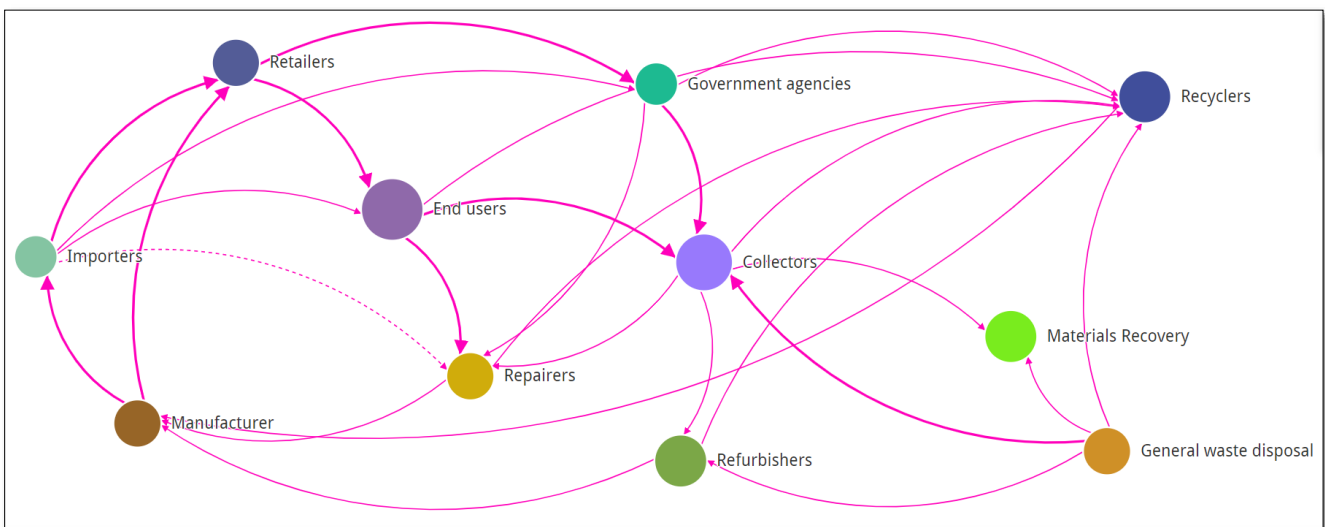 Retailers
Government agencies
Recyclers
End users
Importers
Collectors
Materials Recovery
Repairers
Manufacturer
Refurbishers
General waste disposal